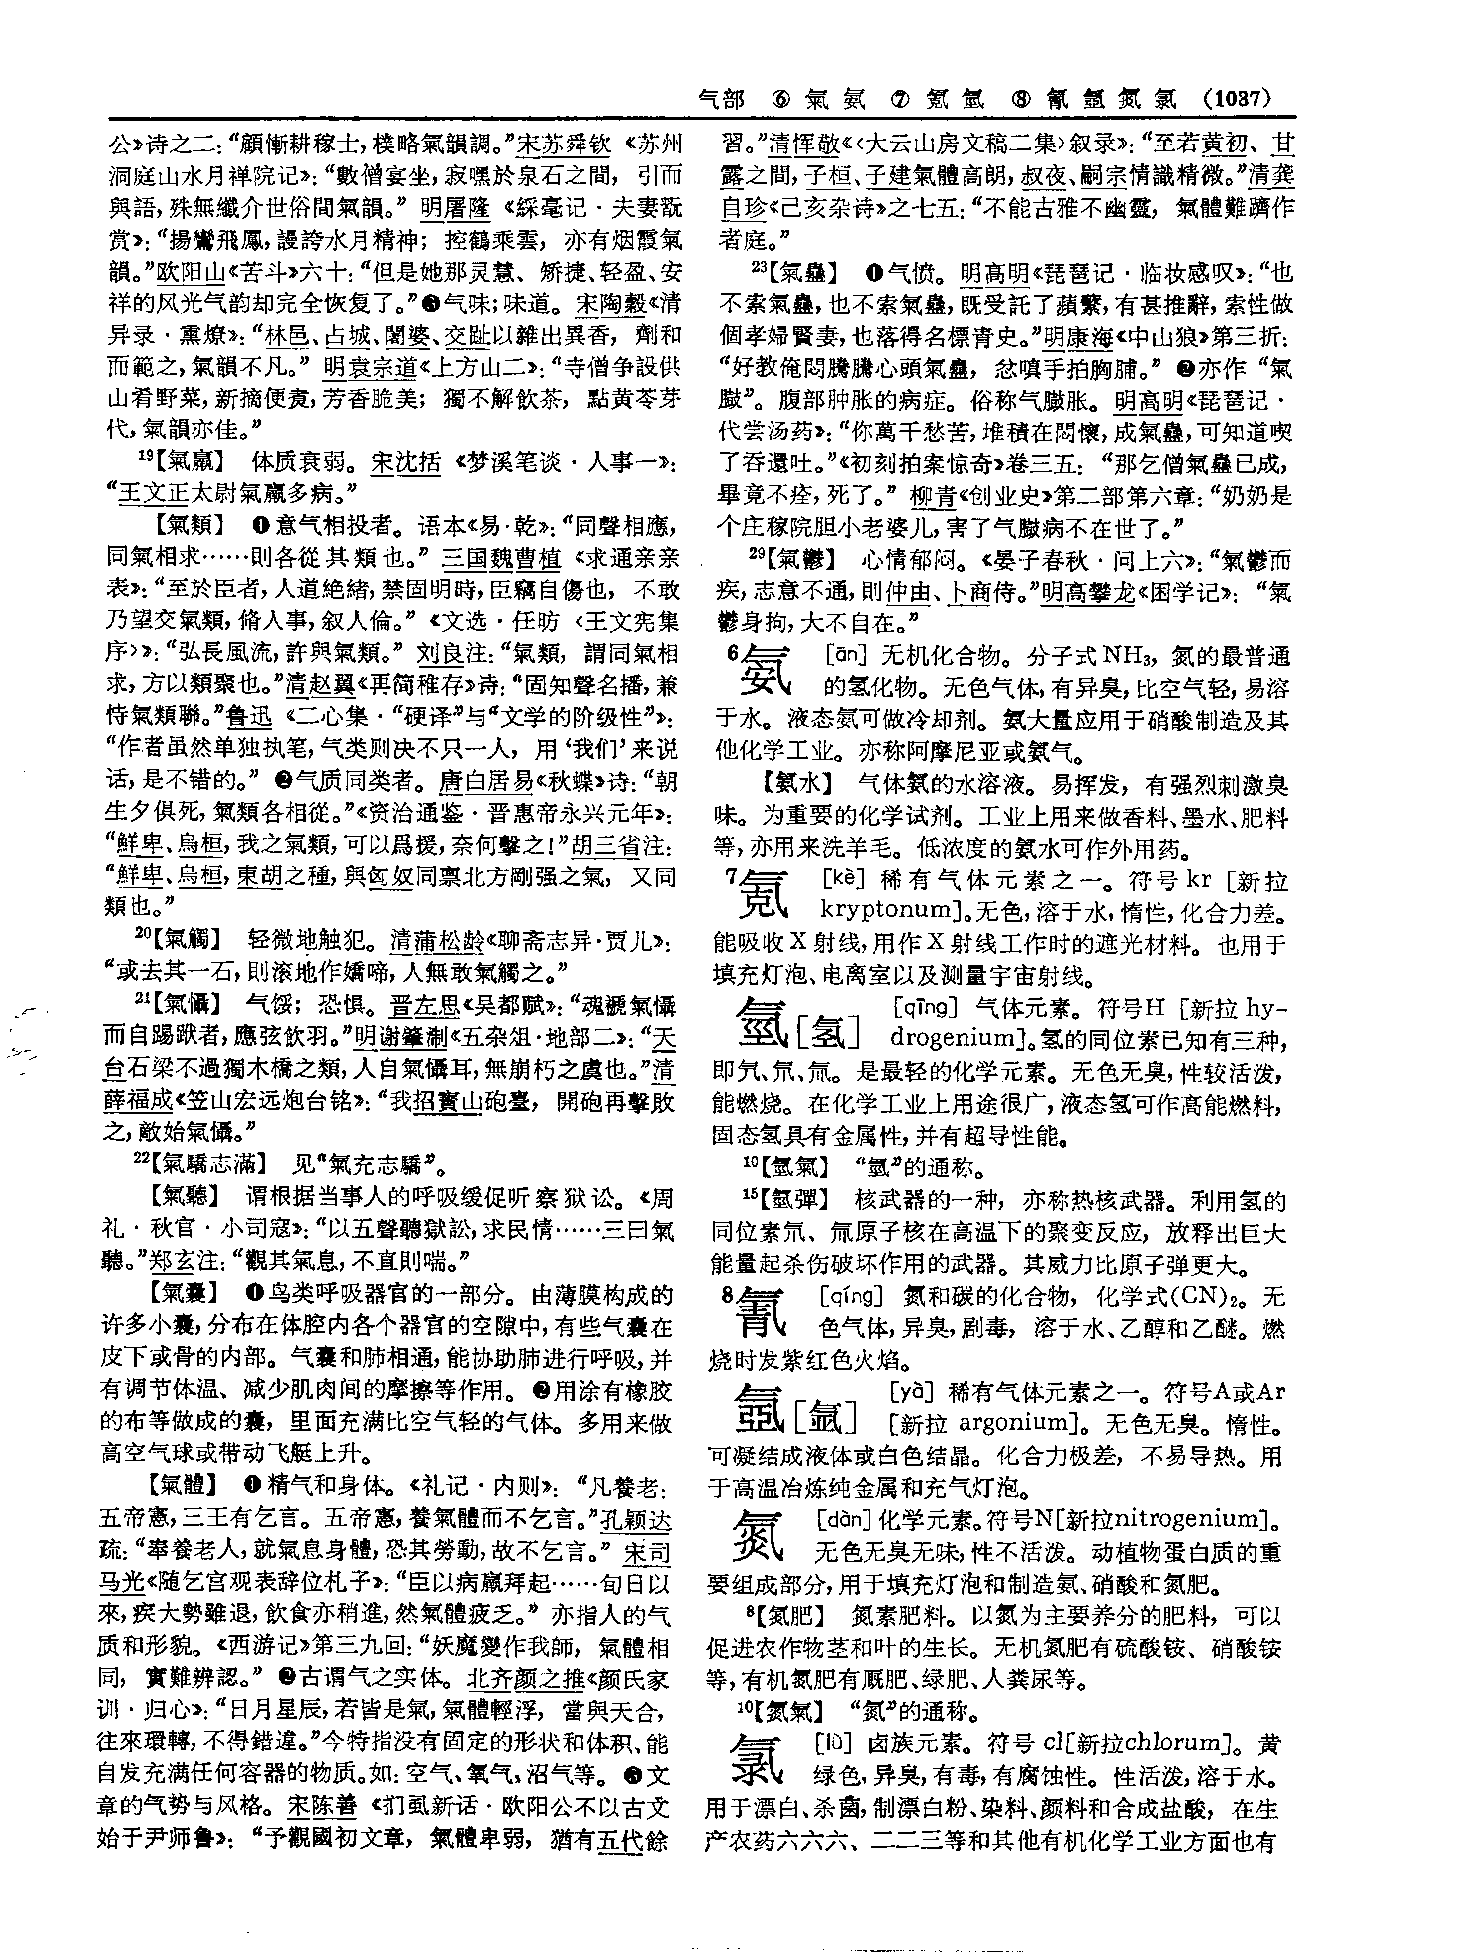 气部 ⑥ 氣 氨 ⑦ 氪 氫 ⑧ 氰 氬 氮 氯 (1037)
公》诗之二：“顧慚耕稼士，樸略氣韻調。”宋苏舜钦《苏州
洞庭山水月禅院记》：“數僧宴坐，寂嘿於泉石之間，引而
與語，殊無纖介世俗間氣韻。”明屠隆《綵毫记·夫妻翫
赏》：“揚鸞飛鳳，謾誇水月精神；控鶴乘雲，亦有烟霞氣
韻。”欧阳山《苦斗》六十：“但是她那灵慧、矫捷、轻盈、安
祥的风光气韵却完全恢复了。”❸气味；味道。宋陶穀《清
异录·熏燎》：“林邑、占城、闍婆、交趾以雜出異香，劑和
而範之，氣韻不凡。”明袁宗道《上方山二》：“寺僧争設供
山肴野菜，新摘便煮，芳香脆美；獨不解飲茶，點黄芩芽
代，氣韻亦佳。”
¹⁹【氣羸】 体质衰弱。宋沈括《梦溪笔谈·人事一》：
“王文正太尉氣羸多病。”
【氣類】 ❶意气相投者。语本《易·乾》：“同聲相應，
同氣相求……則各從其類也。”三国魏曹植《求通亲亲
表》：“至於臣者，人道绝緒，禁固明時，臣竊自傷也，不敢
乃望交氣類，脩人事，叙人倫。”《文选·任昉〈王文宪集
序〉》：“弘長風流，許與氣類。”刘良注：“氣類，謂同氣相
求，方以類聚也。”清赵翼《再简稚存》诗：“固知聲名播，兼
恃氣類聯。”鲁迅《二心集·“硬译”与“文学的阶级性”》：
“作者虽然单独执笔，气类则决不只一人，用‘我们’来说
话，是不错的。”❷气质同类者。唐白居易《秋蝶》诗：“朝
生夕俱死，氣類各相從。”《资治通鉴·晋惠帝永兴元年》：
“鮮卑、烏桓，我之氣類，可以爲援，奈何擊之！”胡三省注：
“鮮卑、烏桓，東胡之種，與匈奴同禀北方剛强之氣，又同
類也。”
²⁰【氣觸】 轻微地触犯。清蒲松龄《聊斋志异·贾儿》：
“或去其一石，則滚地作嬌啼，人無敢氣觸之。”
²¹【氣懾】 气馁；恐惧。晋左思《吴都赋》：“魂褫氣懾
而自踢跌者，應弦飲羽。”明谢肇淛《五杂俎·地部二》：“天
台石梁不過獨木橋之類，人自氣懾耳，無崩朽之虞也。”清
薛福成《笠山宏远炮台铭》：“我招寳山砲臺，開砲再擊敗
之，敵始氣懾。”
²²【氣驕志滿】 见“氣充志驕”。
【氣聽】 谓根据当事人的呼吸缓促听察狱讼。《周
礼·秋官·小司寇》：“以五聲聽獄訟，求民情……三曰氣
聽。”郑玄注：“觀其氣息，不直則喘。”
【氣囊】 ❶鸟类呼吸器官的一部分。由薄膜构成的
许多小囊，分布在体腔内各个器官的空隙中，有些气囊在
皮下或骨的内部。气囊和肺相通，能协助肺进行呼吸，并
有调节体温、减少肌肉间的摩擦等作用。❷用涂有橡胶
的布等做成的囊，里面充满比空气轻的气体。多用来做
高空气球或带动飞艇上升。
【氣體】 ❶精气和身体。《礼记·内则》：“凡養老：
五帝憲，三王有乞言。五帝憲，養氣體而不乞言。”孔颖达
疏：“奉養老人，就氣息身體，恐其勞動，故不乞言。”宋司
马光《随乞宫观表辞位札子》：“臣以病羸拜起……旬日以
來，疾大勢雖退，飲食亦稍進，然氣體疲乏。”亦指人的气
质和形貌。《西游记》第三九回：“妖魔變作我師，氣體相
同，實難辨認。”❷古谓气之实体。北齐颜之推《颜氏家
训·归心》：“日月星辰，若皆是氣，氣體輕浮，當與天合，
往來環轉，不得錯違。”今特指没有固定的形状和体积、能
自发充满任何容器的物质。如：空气、氧气、沼气等。❸文
章的气势与风格。宋陈善《扪虱新话·欧阳公不以古文
始于尹师鲁》：“予觀國初文章，氣體卑弱，猶有五代餘
習。”清恽敬《〈大云山房文稿二集〉叙录》：“至若黄初、甘
露之間，子桓、子建氣體高朗，叔夜、嗣宗情識精微。”清龚
自珍《己亥杂诗》之七五：“不能古雅不幽靈，氣體難躋作
者庭。”
²³【氣蠱】 ❶气愤。明高明《琵琶记·临妆感叹》：“也
不索氣蠱，也不索氣蠱，既受託了蘋蘩，有甚推辭，索性做
個孝婦賢妻，也落得名標青史。”明康海《中山狼》第三折：
“好教俺悶騰騰心頭氣蠱，忿嗔手拍胸脯。”❷亦作“氣
臌”。腹部肿胀的病症。俗称气臌胀。明高明《琵琶记·
代尝汤药》：“你萬千愁苦，堆積在悶懷，成氣蠱，可知道喫
了吞還吐。”《初刻拍案惊奇》卷三五：“那乞僧氣蠱已成，
畢竟不痊，死了。”柳青《创业史》第二部第六章：“奶奶是
个庄稼院胆小老婆儿，害了气臌病不在世了。”
²⁹【氣鬱】 心情郁闷。《晏子春秋·问上六》：“氣鬱而
疾，志意不通，則仲由、卜商侍。”明高攀龙《困学记》：“氣
鬱身拘，大不自在。”
⁶氨 [ān] 无机化合物。分子式NH₃，氮的最普通
的氢化物。无色气体，有异臭，比空气轻，易溶
于水。液态氨可做冷却剂。氨大量应用于硝酸制造及其
他化学工业。亦称阿摩尼亚或氨气。
【氨水】 气体氨的水溶液。易挥发，有强烈刺激臭
味。为重要的化学试剂。工业上用来做香料、墨水、肥料
等，亦用来洗羊毛。低浓度的氨水可作外用药。
⁷氪 [kè] 稀有气体元素之一。符号kr [新拉
kryptonum]。无色，溶于水，惰性，化合力差。
能吸收X射线，用作X射线工作时的遮光材料。也用于
填充灯泡、电离室以及测量宇宙射线。
氫[氢] [qīng] 气体元素。符号H [新拉 hy-
drogenium]。氢的同位素已知有三种，
即氕、氘、氚。是最轻的化学元素。无色无臭，性较活泼，
能燃烧。在化学工业上用途很广，液态氢可作高能燃料，
固态氢具有金属性，并有超导性能。
¹⁰【氫氣】 “氫”的通称。
¹⁵【氫彈】 核武器的一种，亦称热核武器。利用氢的
同位素氘、氚原子核在高温下的聚变反应，放释出巨大
能量起杀伤破坏作用的武器。其威力比原子弹更大。
⁸氰 [qíng] 氮和碳的化合物，化学式(CN)₂。无
色气体，异臭，剧毒，溶于水、乙醇和乙醚。燃
烧时发紫红色火焰。
氬[氩] [yà] 稀有气体元素之一。符号A或Ar
[新拉 argonium]。无色无臭。惰性。
可凝结成液体或白色结晶。化合力极差，不易导热。用
于高温冶炼纯金属和充气灯泡。
氮 [dàn] 化学元素。符号N[新拉nitrogenium]。
无色无臭无味，性不活泼。动植物蛋白质的重
要组成部分，用于填充灯泡和制造氨、硝酸和氮肥。
⁸【氮肥】 氮素肥料。以氮为主要养分的肥料，可以
促进农作物茎和叶的生长。无机氮肥有硫酸铵、硝酸铵
等，有机氮肥有厩肥、绿肥、人粪尿等。
¹⁰【氮氣】 “氮”的通称。
氯 [lǜ] 卤族元素。符号cl[新拉chlorum]。黄
绿色，异臭，有毒，有腐蚀性。性活泼，溶于水。
用于漂白、杀菌，制漂白粉、染料、颜料和合成盐酸，在生
产农药六六六、二二三等和其他有机化学工业方面也有